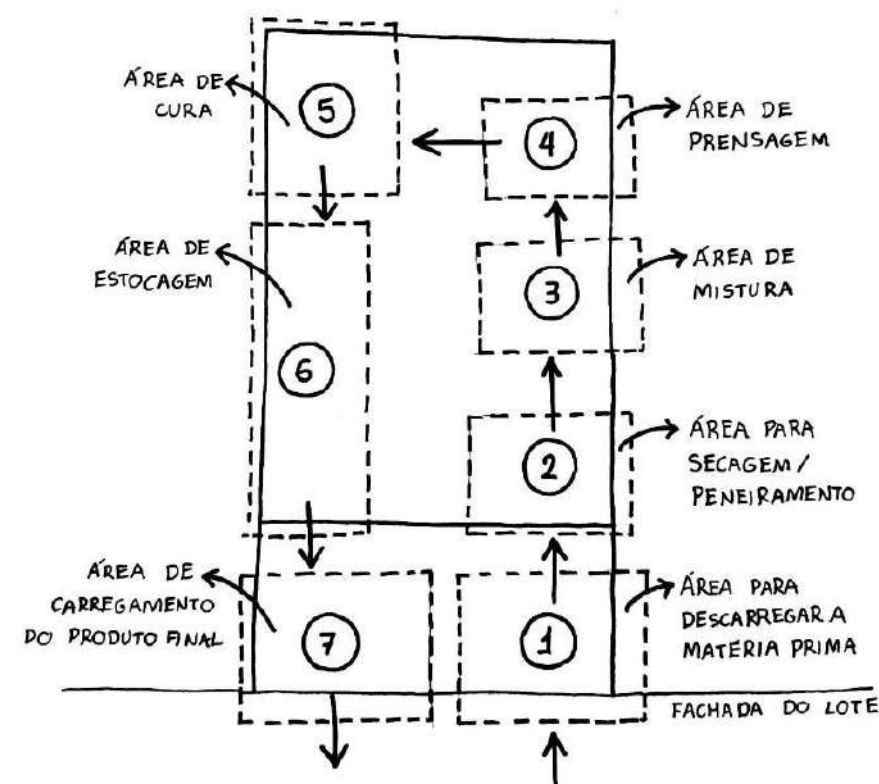 ÁREA DE
CURA
5
4
ÁREA DE
PRENSAGEM
ÁREA DE
ESTOCAGEM
3
ÁREA DE
MISTURA
6
2
ÁREA PARA
SECAGEM/
PENEIRAMENTO
ÁREA DE
CARREGAMENTO
DO PRODUTO FINAL
7
1
ÁREA PARA
DESCARREGAR A
MATÉRIA PRIMA
FACHADA DO LOTE